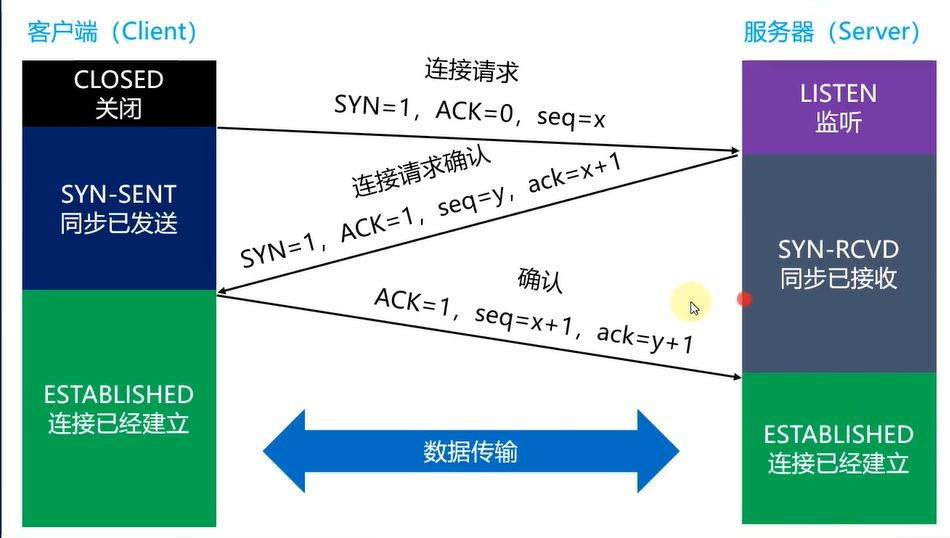 客户端（Client）
服务器（Server）
CLOSED
关闭
连接请求
SYN=1，ACK=0，seq=x
LISTEN
监听
SYN-SENT
同步已发送
连接请求确认
SYN=1，ACK=1，seq=y，ack=x+1
SYN-RCVD
同步已接收
确认
ACK=1，seq=x+1，ack=y+1
ESTABLISHED
连接已经建立
数据传输
ESTABLISHED
连接已经建立